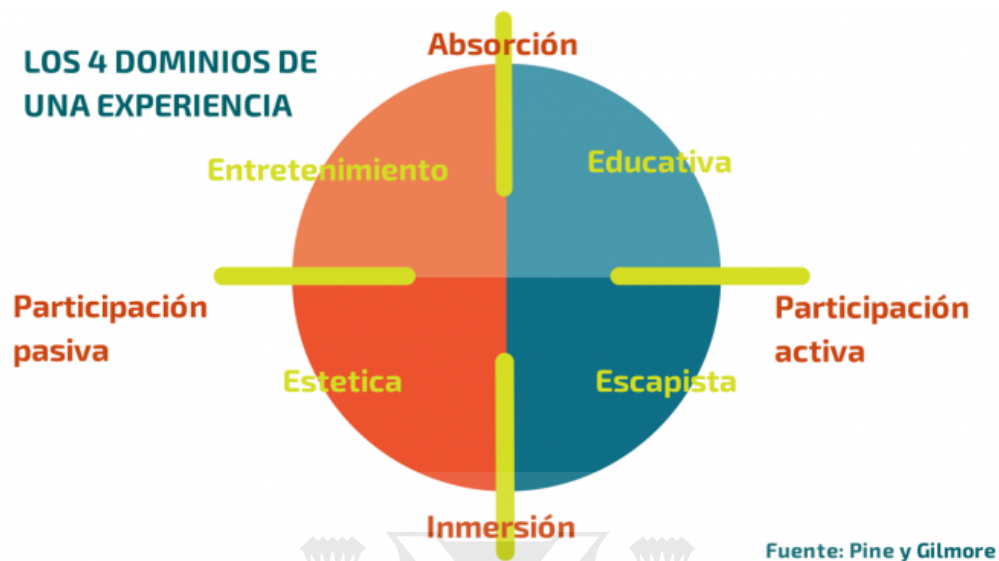 LOS 4 DOMINIOS DE
UNA EXPERIENCIA
Absorción
Entretenimiento
Educativa
Participación
pasiva
Participación
activa
Estetica
Escapista
Inmersión
Fuente: Pine y Gilmore